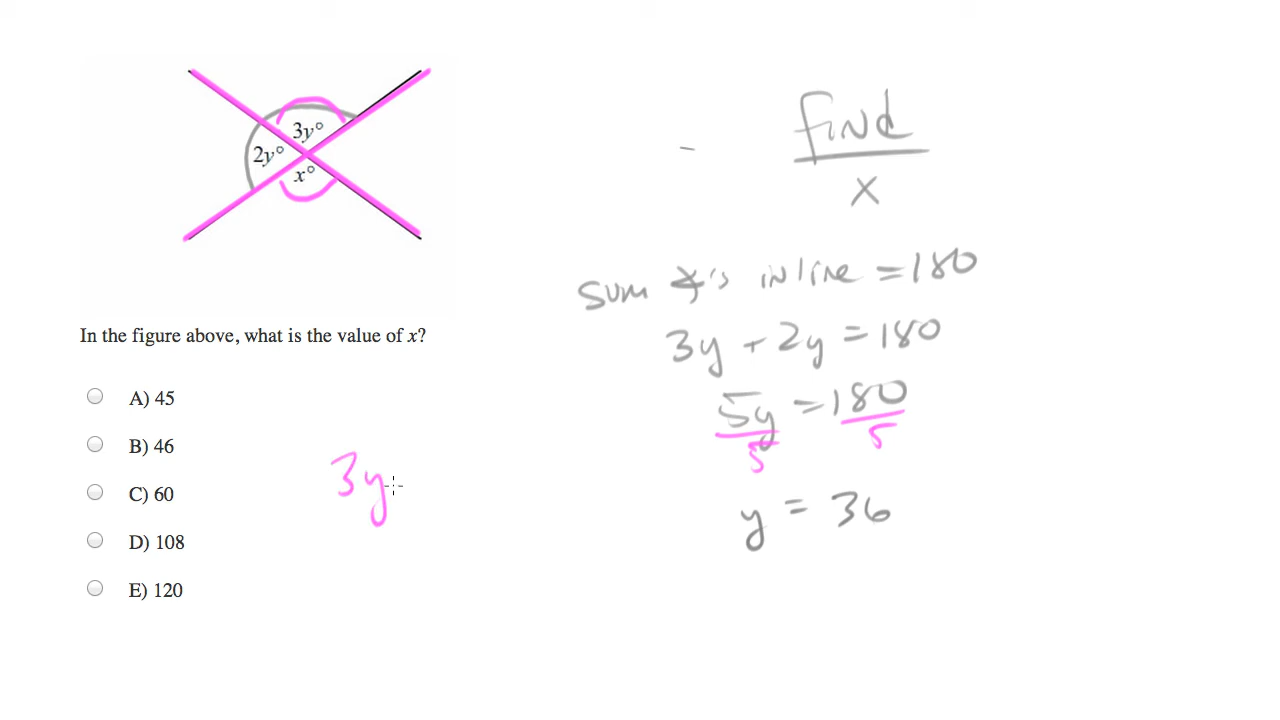 3y°
2y°
x°
In the figure above, what is the value of x?
A) 45
B) 46
C) 60
D) 108
E) 120
3y
find
x
sum ∡'s in line = 180
3y + 2y = 180
5y = 180
5 5
y = 36